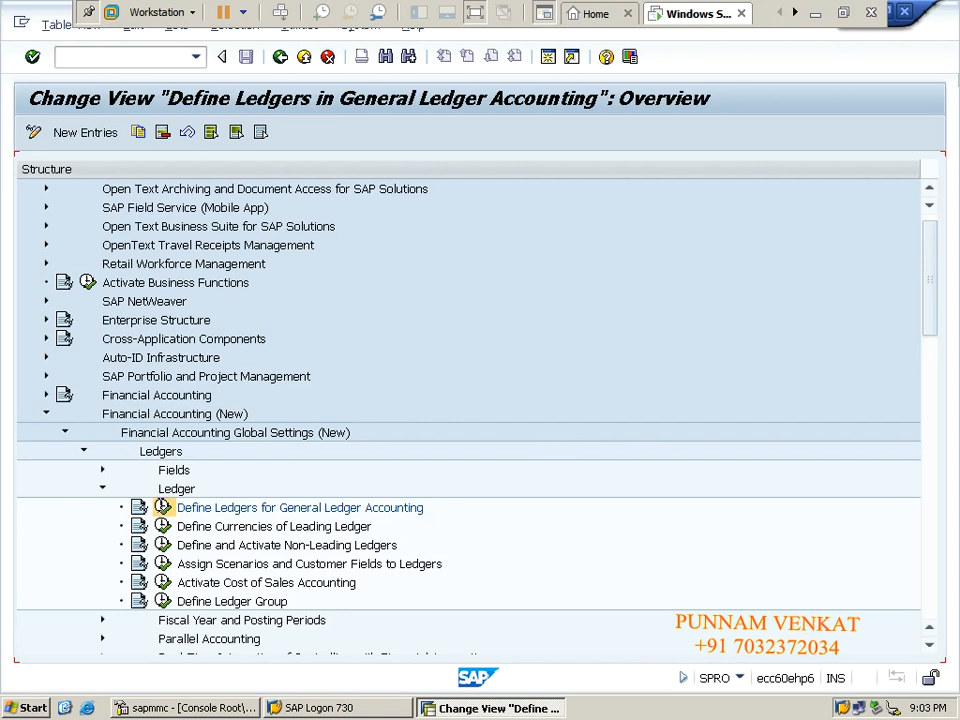 Workstation
Home
Windows S...
Change View "Define Ledgers in General Ledger Accounting": Overview
New Entries
Structure
Open Text Archiving and Document Access for SAP Solutions
SAP Field Service (Mobile App)
Open Text Business Suite for SAP Solutions
OpenText Travel Receipts Management
Retail Workforce Management
Activate Business Functions
SAP NetWeaver
Enterprise Structure
Cross-Application Components
Auto-ID Infrastructure
SAP Portfolio and Project Management
Financial Accounting
Financial Accounting (New)
Financial Accounting Global Settings (New)
Ledgers
Fields
Ledger
Define Ledgers for General Ledger Accounting
Define Currencies of Leading Ledger
Define and Activate Non-Leading Ledgers
Assign Scenarios and Customer Fields to Ledgers
Activate Cost of Sales Accounting
Define Ledger Group
Fiscal Year and Posting Periods
Parallel Accounting
PUNNAM VENKAT
+91 7032372034
SAP
SPRO
ecc60ehp6
INS
Start
sapmmc - [Console Root\...
SAP Logon 730
Change View "Define ...
9:03 PM